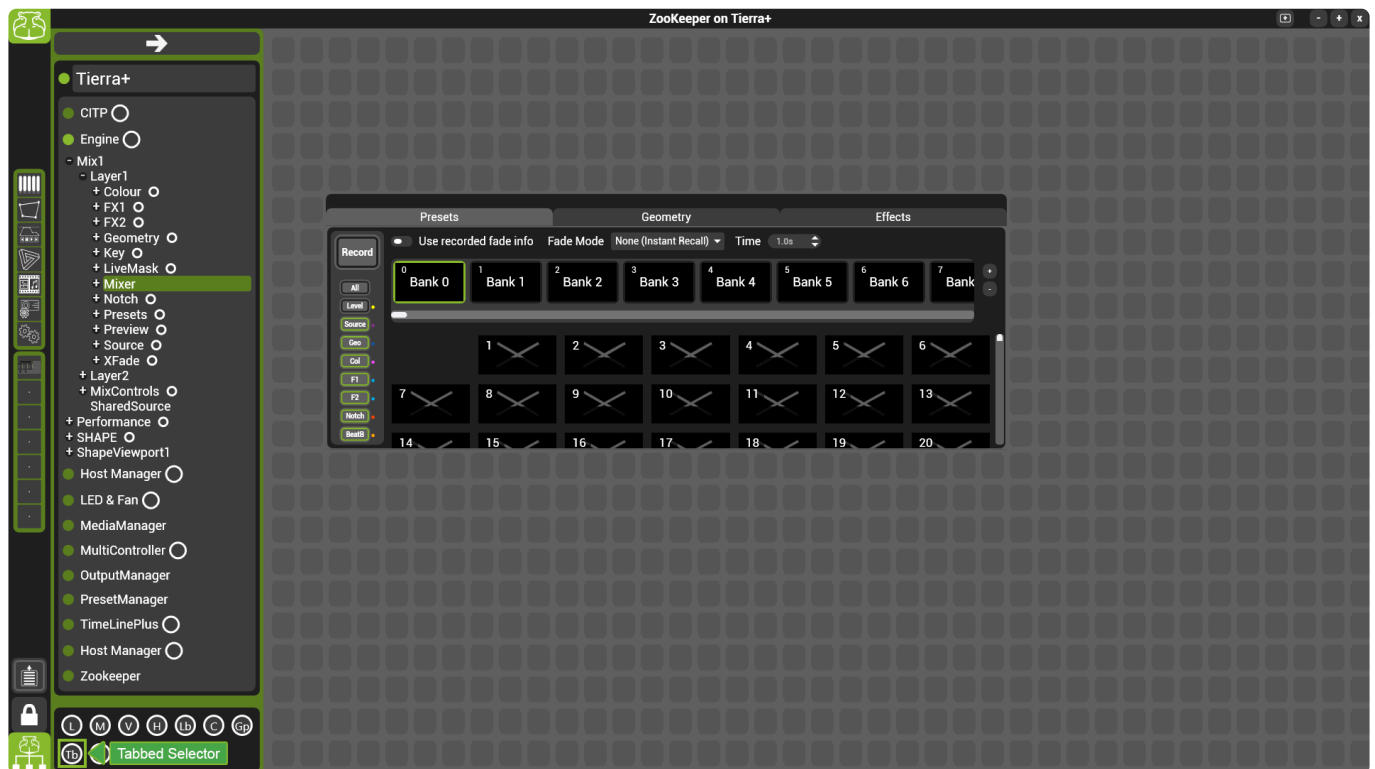 ZooKeeper on Tierra+
- + x
Tierra+
CITP
Engine
- Mix1
- Layer1
+ Colour
+ FX1
+ FX2
+ Geometry
+ Key
+ LiveMask
+ Mixer
+ Notch
+ Presets
+ Preview
+ Source
+ XFade
+ Layer2
+ MixControls
SharedSource
+ Performance
+ SHAPE
+ ShapeViewport1
Host Manager
LED & Fan
MediaManager
MultiController
OutputManager
PresetManager
TimeLinePlus
Host Manager
Zookeeper
L M V H Lb C Gp
Tb Tabbed Selector
Presets Geometry Effects
Record Use recorded fade info Fade Mode None (Instant Recall) Time 1.0s
0 1 2 3 4 5 6 7 +
Bank 0 Bank 1 Bank 2 Bank 3 Bank 4 Bank 5 Bank 6 Bank -
All
Level
Source
Geo
Col
F1
F2
Notch
BeatB
1 2 3 4 5 6
7 8 9 10 11 12 13
14 15 16 17 18 19 20